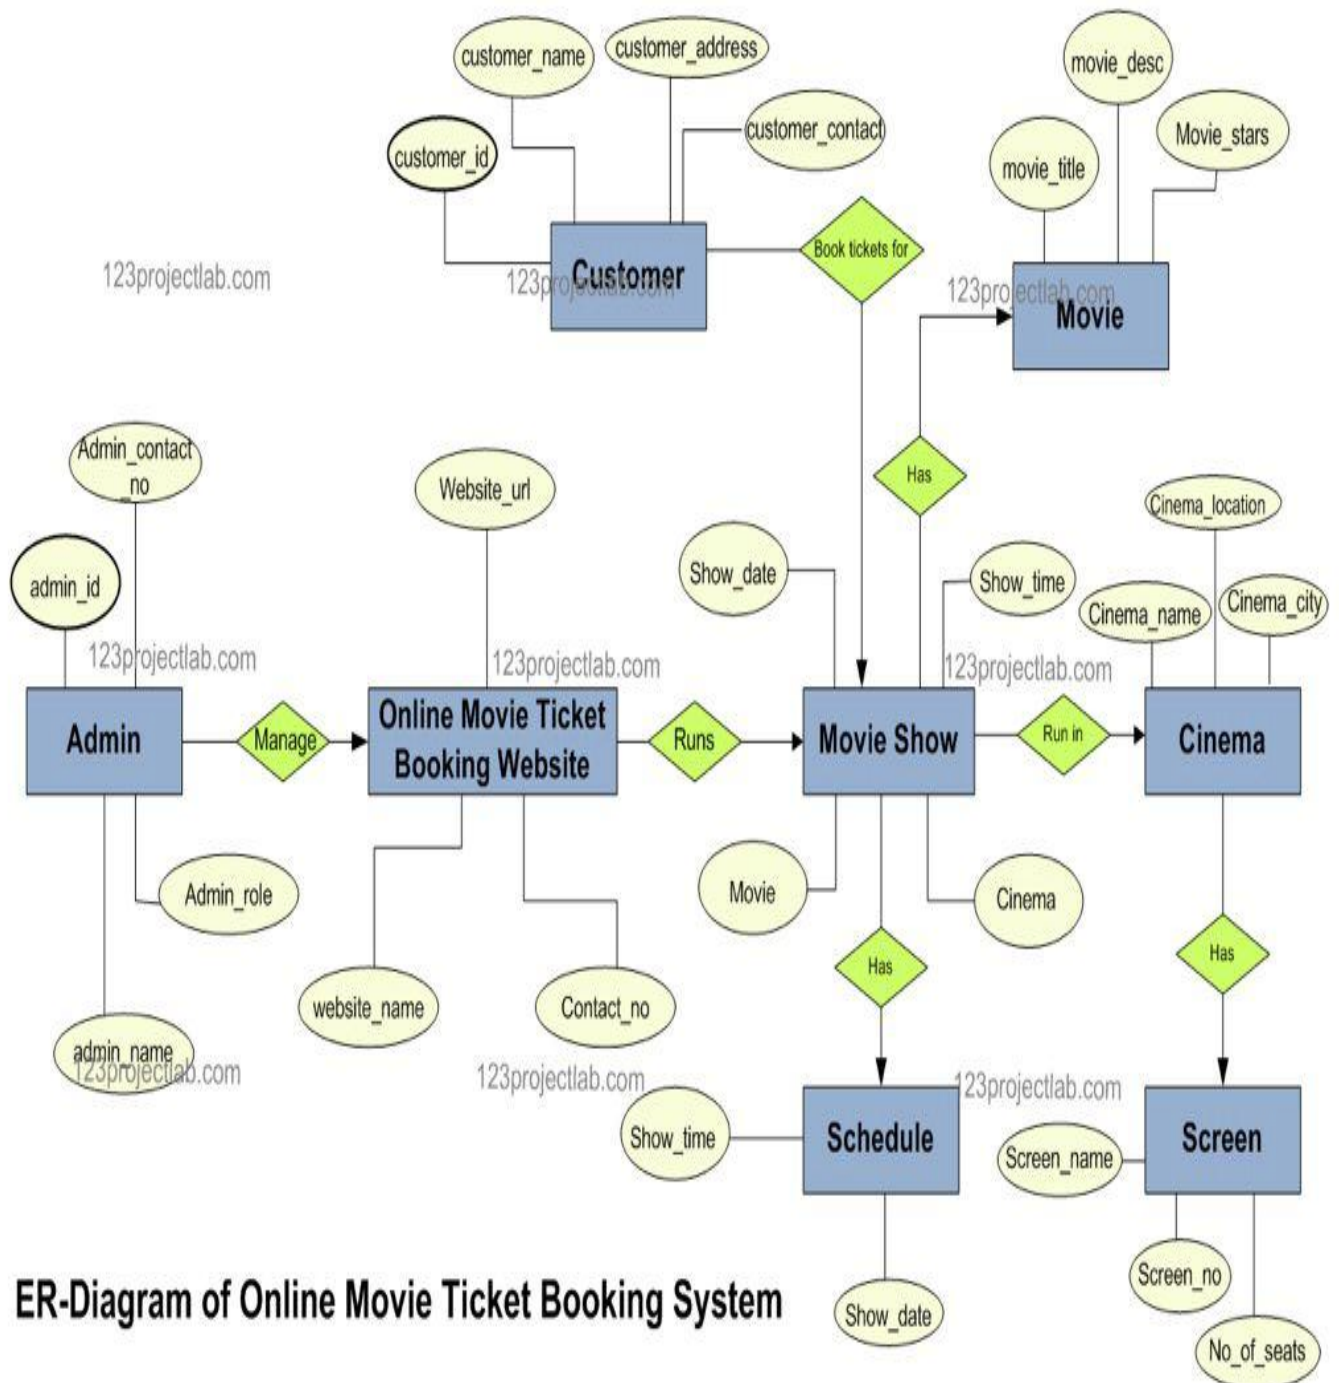 customer_name
customer_address
movie_desc
customer_contact
Movie_stars
customer_id
movie_title
Book tickets for
123projectlab.com
Customer
123projectlab.com
123projectlab.com
Movie
Admin_contact
_no
Website_url
Has
Cinema_location
Show_date
Show_time
admin_id
Cinema_name
Cinema_city
123projectlab.com
123projectlab.com
123projectlab.com
Admin
Manage
Online Movie Ticket
Booking Website
Runs
Movie Show
Run in
Cinema
Admin_role
Movie
Cinema
Has
Has
website_name
Contact_no
admin_name
123projectlab.com
123projectlab.com
123projectlab.com
Show_time
Schedule
Screen_name
Screen
Screen_no
ER-Diagram of Online Movie Ticket Booking System
Show_date
No_of_seats